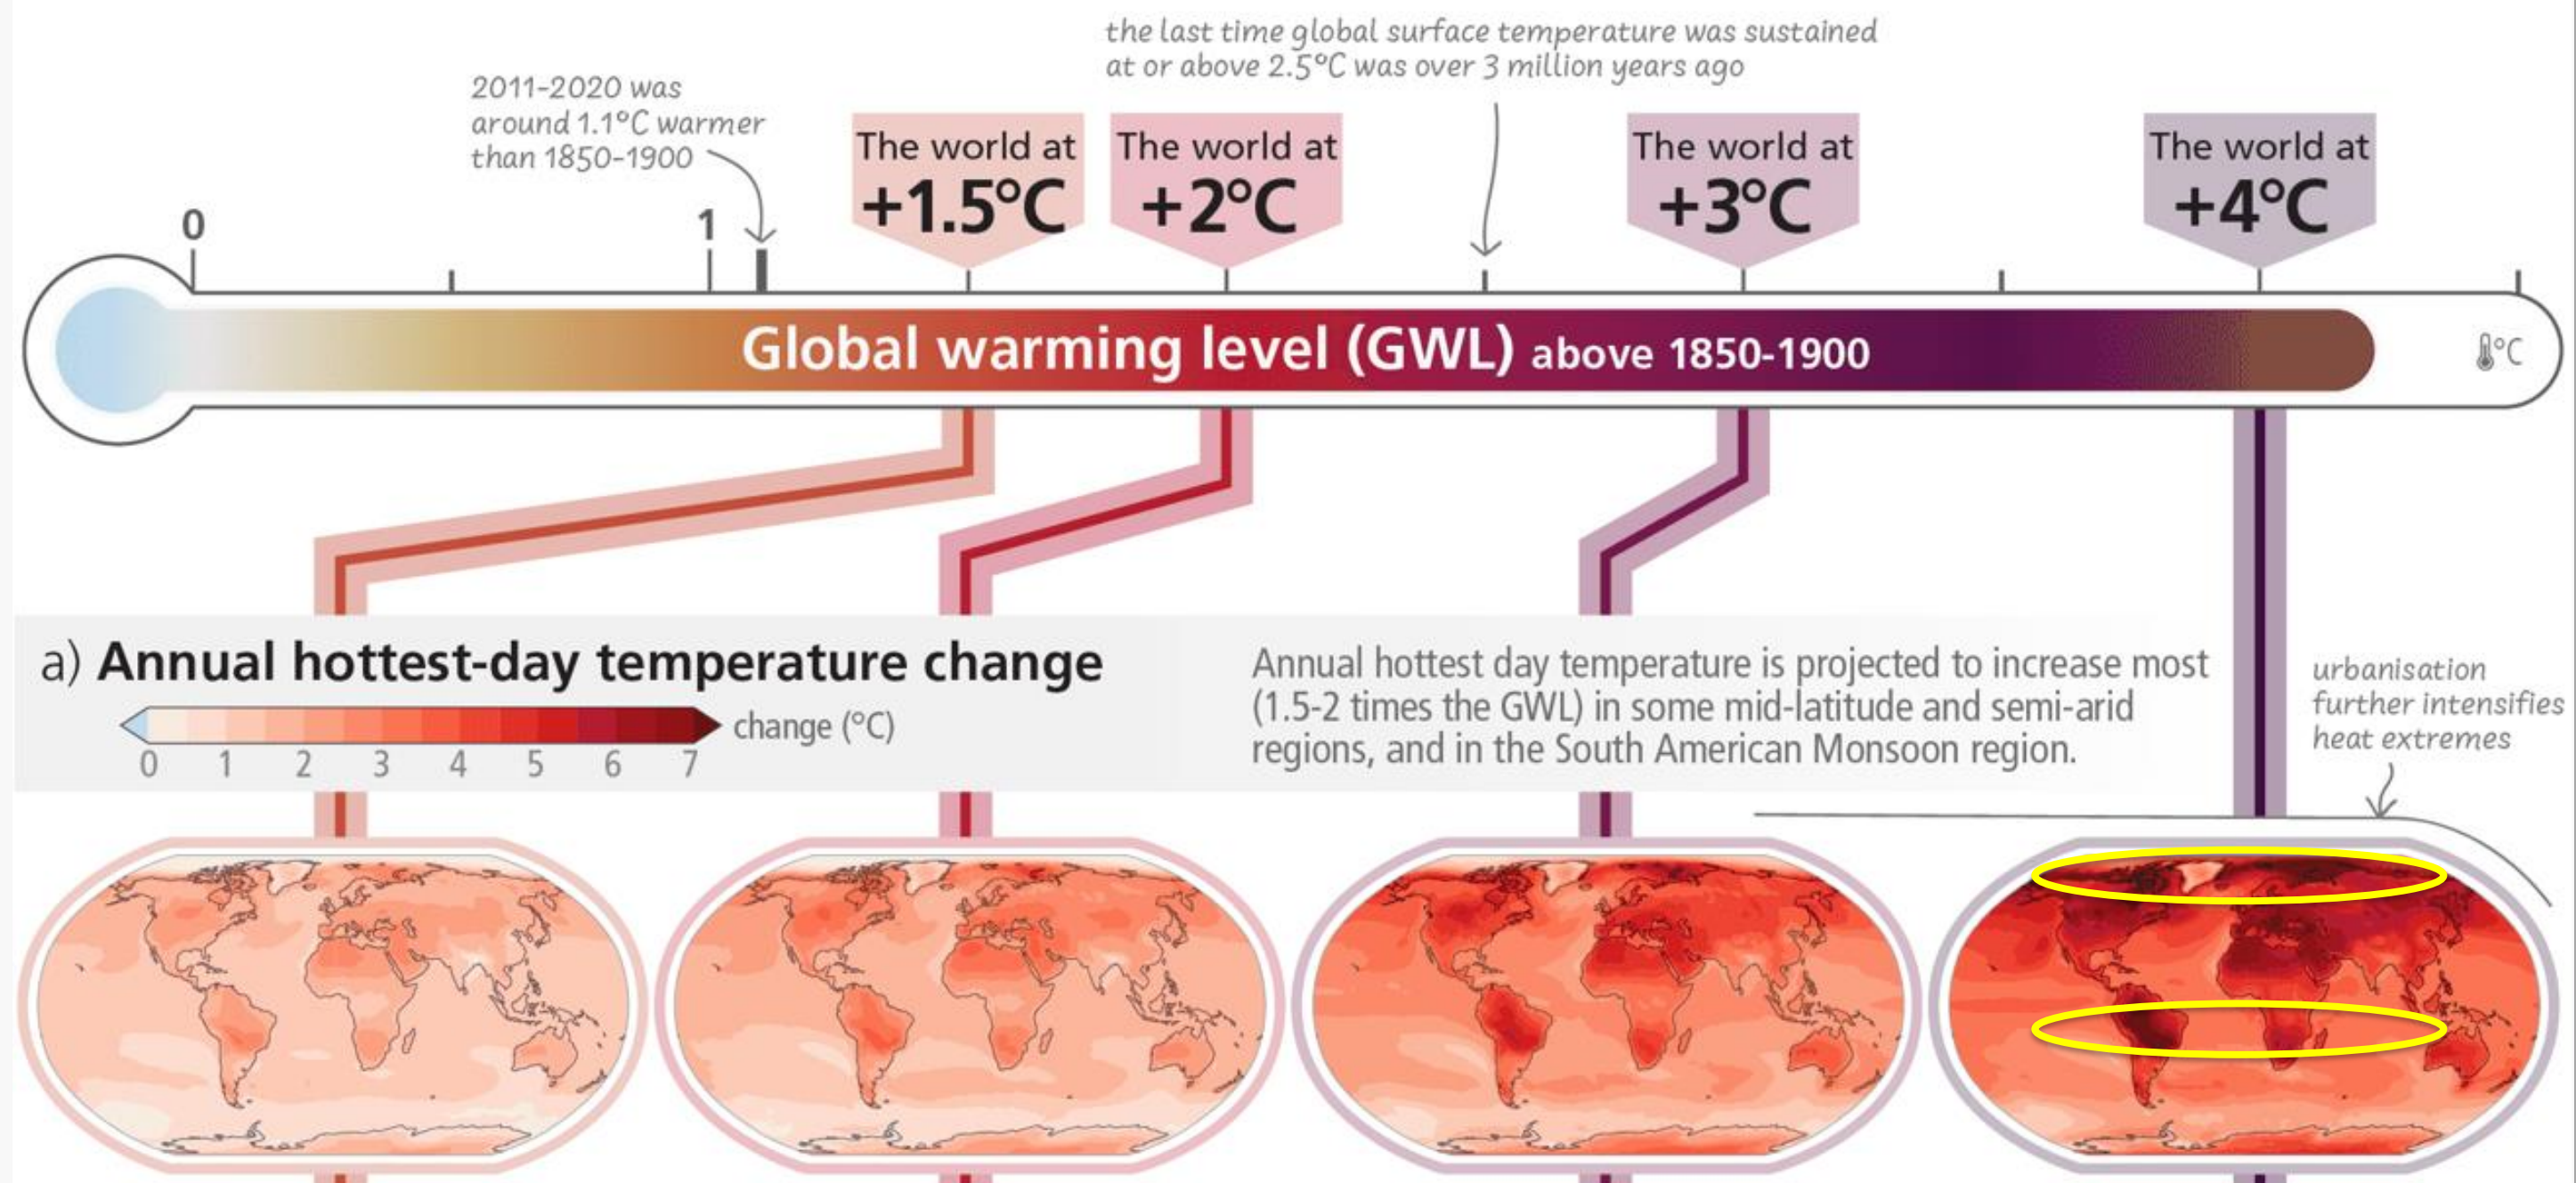 the last time global surface temperature was sustained
at or above 2.5°C was over 3 million years ago
2011-2020 was
around 1.1°C warmer
than 1850-1900
The world at
+1.5°C
The world at
+2°C
The world at
+3°C
The world at
+4°C
0
1
Global warming level (GWL) above 1850-1900
°C
a) Annual hottest-day temperature change
change (°C)
0 1 2 3 4 5 6 7
Annual hottest day temperature is projected to increase most
(1.5-2 times the GWL) in some mid-latitude and semi-arid
regions, and in the South American Monsoon region.
urbanisation
further intensifies
heat extremes